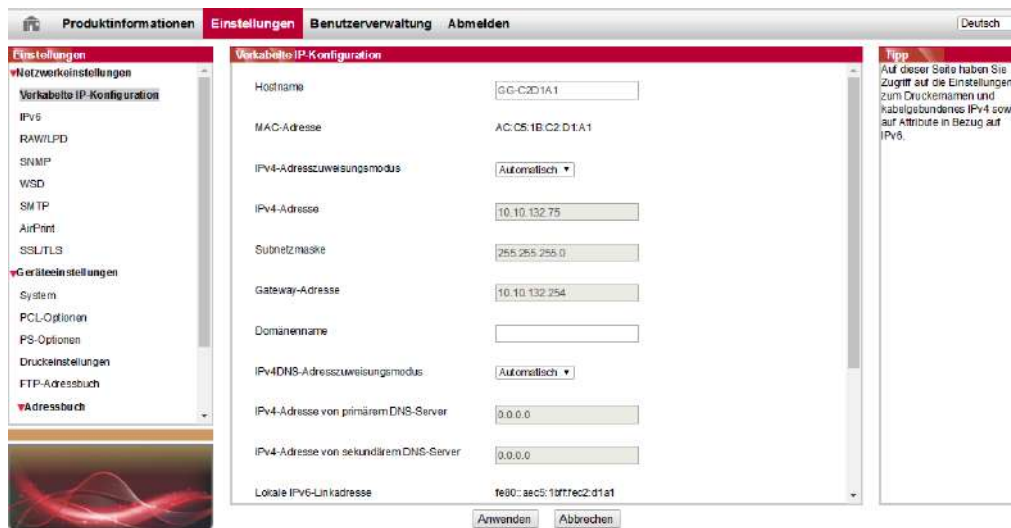 Produktinformationen Einstellungen Benutzerverwaltung Abmelden Deutsch
Einstellungen
▼Netzwerkeinstellungen
Verkabelte IP-Konfiguration
IPv6
RAW/LPD
SNMP
WSD
SMTP
AirPrint
SSL/TLS
▼Geräteeinstellungen
System
PCL-Optionen
PS-Optionen
Druckeinstellungen
FTP-Adressbuch
▼Adressbuch
Verkabelte IP-Konfiguration
Hostname GG-C2D1A1
MAC-Adresse AC:C5:1B:C2:D1:A1
IPv4-Adresszuweisungsmodus Automatisch
IPv4-Adresse 10.10.132.75
Subnetzmaske 255.255.255.0
Gateway-Adresse 10.10.132.254
Domänenname
IPv4DNS-Adresszuweisungsmodus Automatisch
IPv4-Adresse von primärem DNS-Server 0.0.0.0
IPv4-Adresse von sekundärem DNS-Server 0.0.0.0
Lokale IPv6-Linkadresse fe80::aec5:1bff:fec2:d1a1
Anwenden Abbrechen
Tipp
Auf dieser Seite haben Sie
Zugriff auf die Einstellungen
zum Druckernamen und
kabelgebundenes IPv4 sow
auf Attribute in Bezug auf
IPv6.